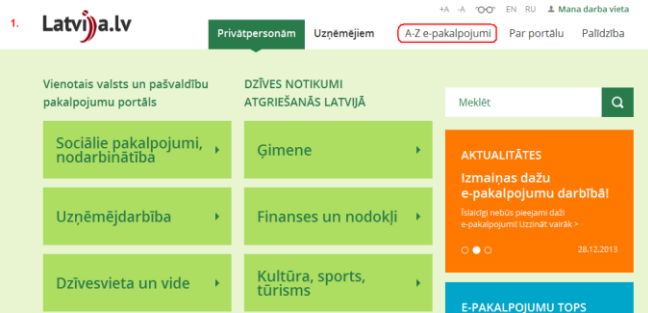 +A -A EN RU Mana darba vieta
1. Latvija.lv
Privātpersonām Uzņēmējiem A-Z e-pakalpojumi Par portālu Palīdzība
Vienotais valsts un pašvaldību
pakalpojumu portāls
Sociālie pakalpojumi,
nodarbinātība
Uzņēmējdarbība
Dzīvesvieta un vide
DZĪVES NOTIKUMI
ATGRIEŠANĀS LATVIJĀ
Ģimene
Finanses un nodokļi
Kultūra, sports,
tūrisms
Meklēt
AKTUALITĀTES
Izmaiņas dažu
e-pakalpojumu darbībā!
Īslaicīgi nebūs pieejami daži
e-pakalpojumi! Uzzināt vairāk >
28.12.2013
E-PAKALPOJUMU TOPS